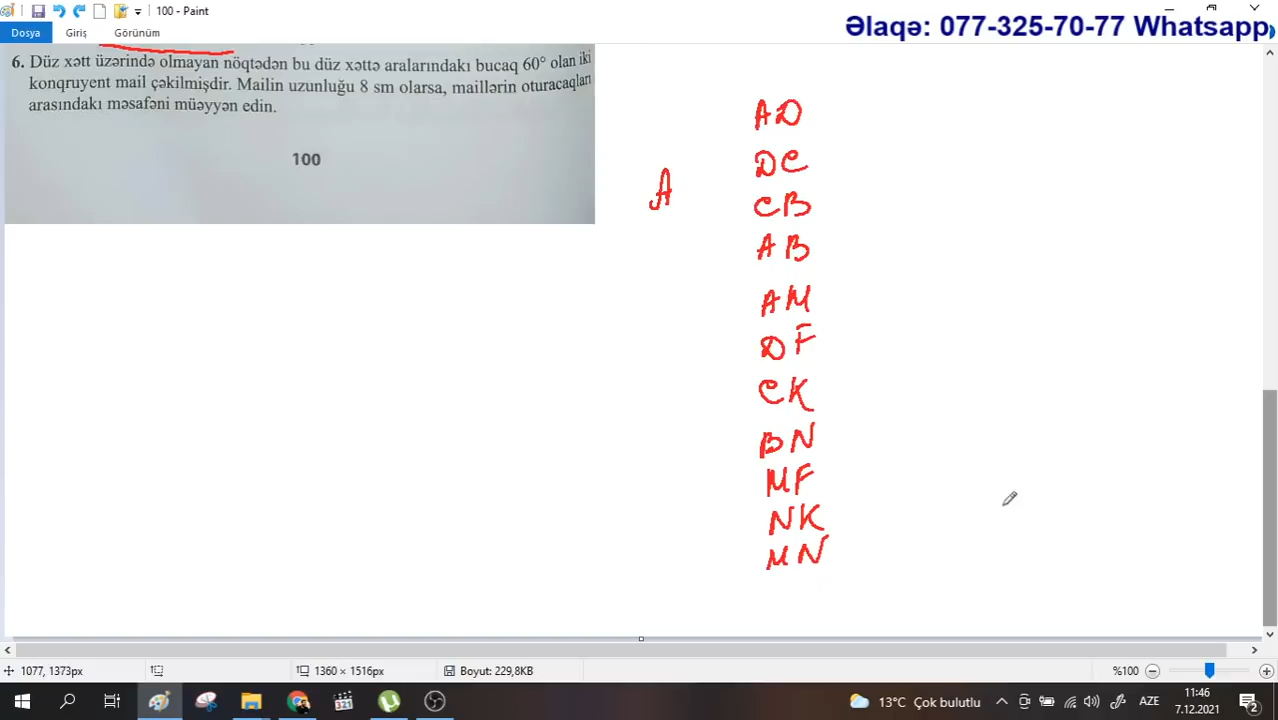 100 - Paint
Əlaqə: 077-325-70-77 Whatsapp
Dosya Giriş Görünüm
6. Düz xətt üzərində olmayan nöqtədən bu düz xəttə aralarındakı bucaq 60° olan iki
konqruyent mail çəkilmişdir. Mailin uzunluğu 8 sm olarsa, maillərin oturacaqları
arasındakı məsafəni müəyyən edin.
100
A
AD
DC
CB
AB
AM
DF
CK
BN
MF
NK
MN
1077, 1373px 1360 × 1516px Boyut: 229,8KB %100
13°C Çok bulutlu AZE 11:46
7.12.2021 2